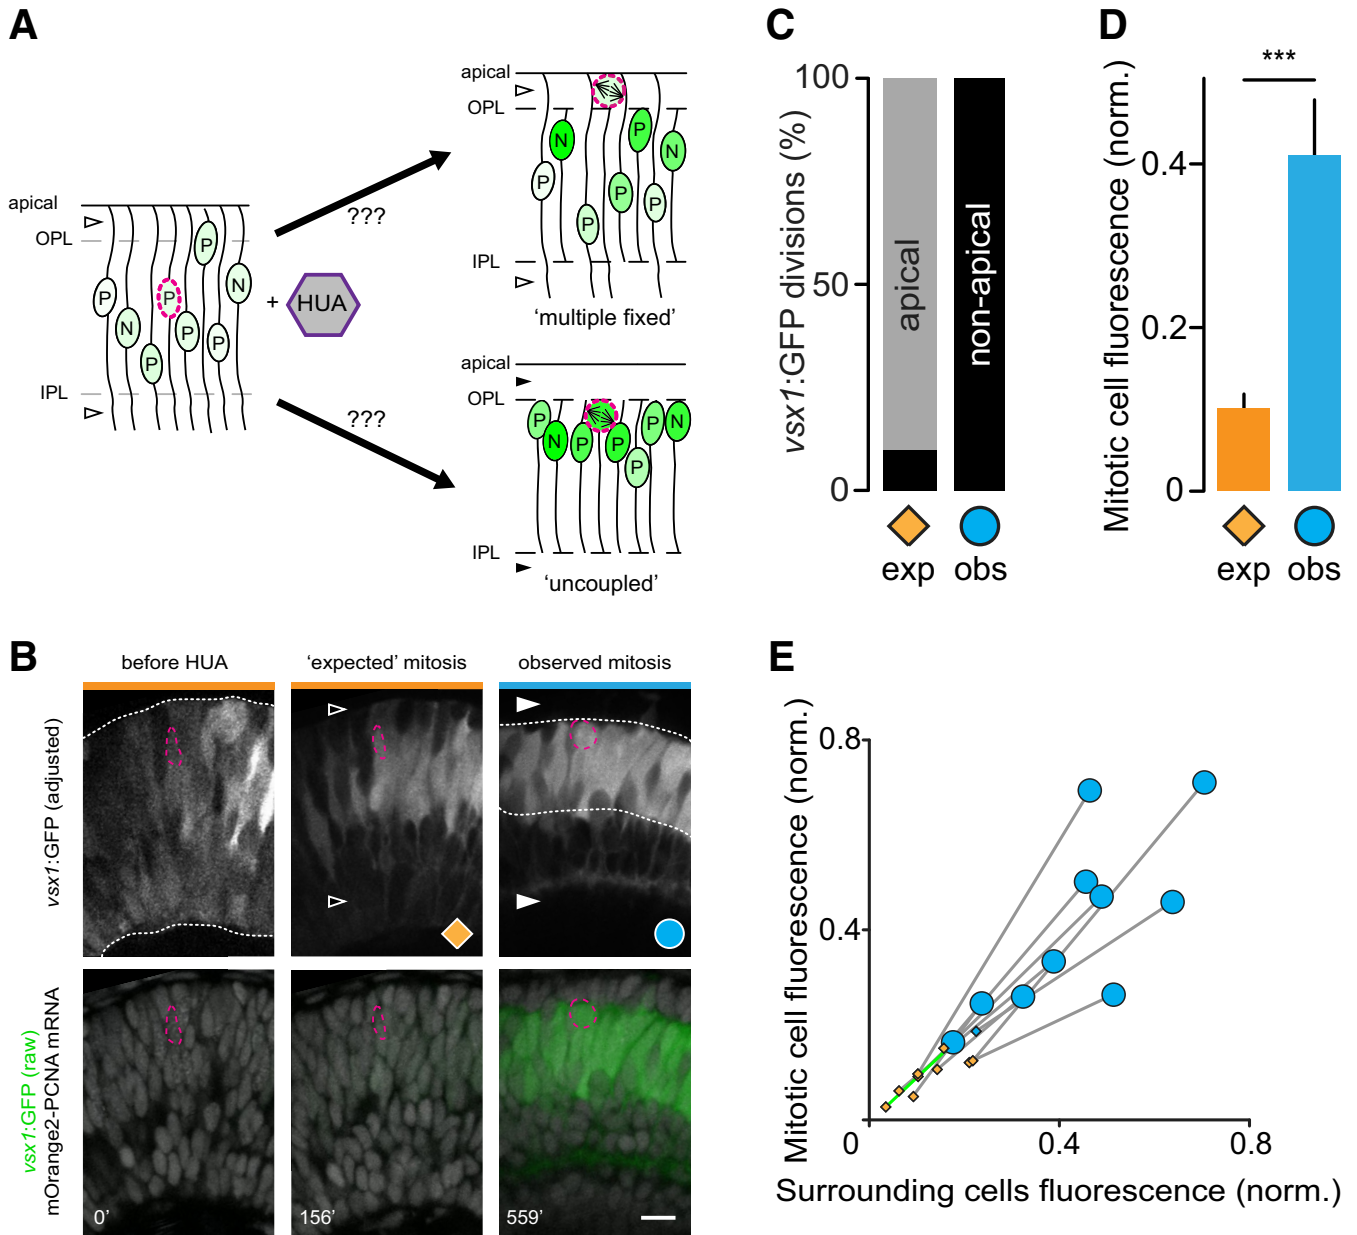 A
apical
OPL
P
P
N
P
N
P
P
P
IPL
+
HUA
???
???
apical
OPL
N
P
N
P
P
P
P
IPL
‘multiple fixed’
apical
OPL
P
N
P
P
P
P
N
IPL
‘uncoupled’
B
before HUA
‘expected’ mitosis
observed mitosis
vsx1:GFP (adjusted)
vsx1:GFP (raw)
mOrange2-PCNA mRNA
0’
156’
559’
C
vsx1:GFP divisions (%)
100
50
0
apical
non-apical
exp
obs
D
Mitotic cell fluorescence (norm.)
0.4
0.2
0
***
exp
obs
E
Mitotic cell fluorescence (norm.)
0.8
0.4
0
0.4
0.8
Surrounding cells fluorescence (norm.)